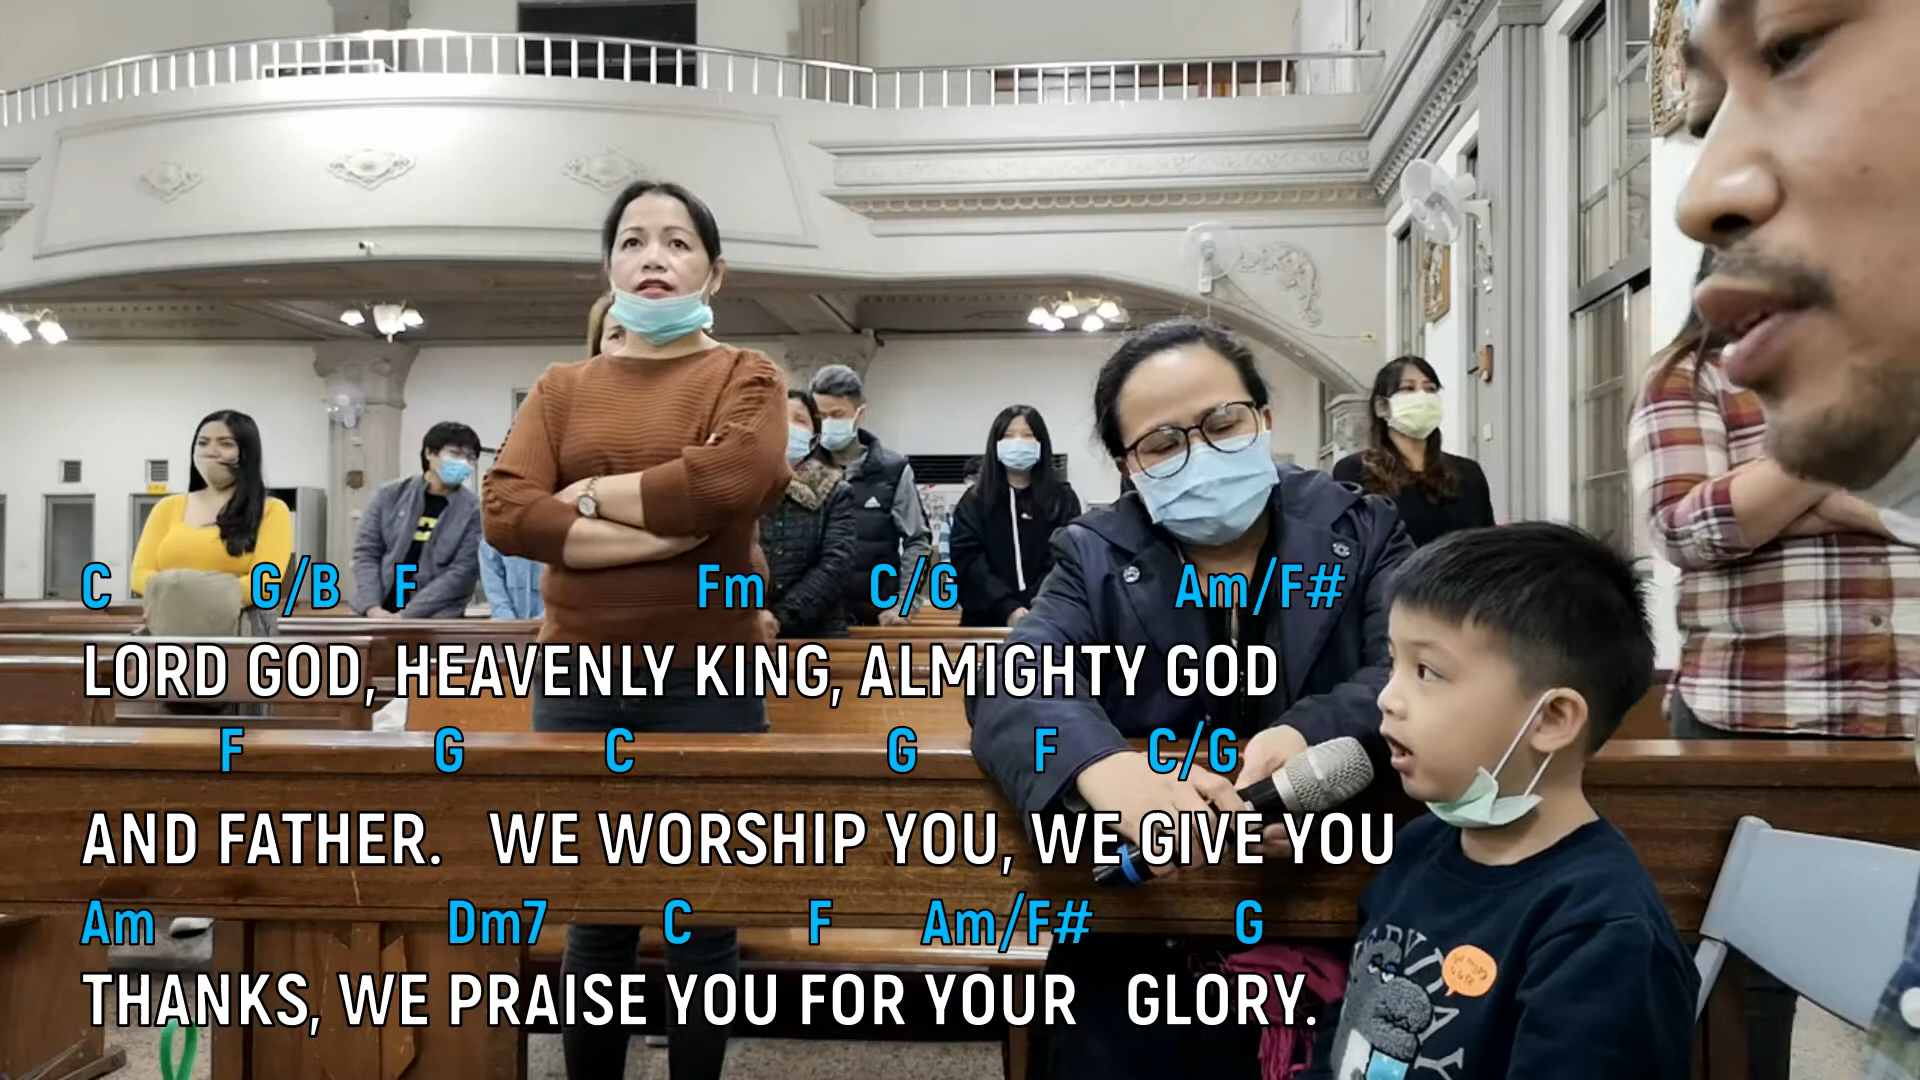 C G/B F Fm C/G Am/F#
LORD GOD, HEAVENLY KING, ALMIGHTY GOD
F G C G F C/G
AND FATHER. WE WORSHIP YOU, WE GIVE YOU
Am Dm7 C F Am/F# G
THANKS, WE PRAISE YOU FOR YOUR GLORY.